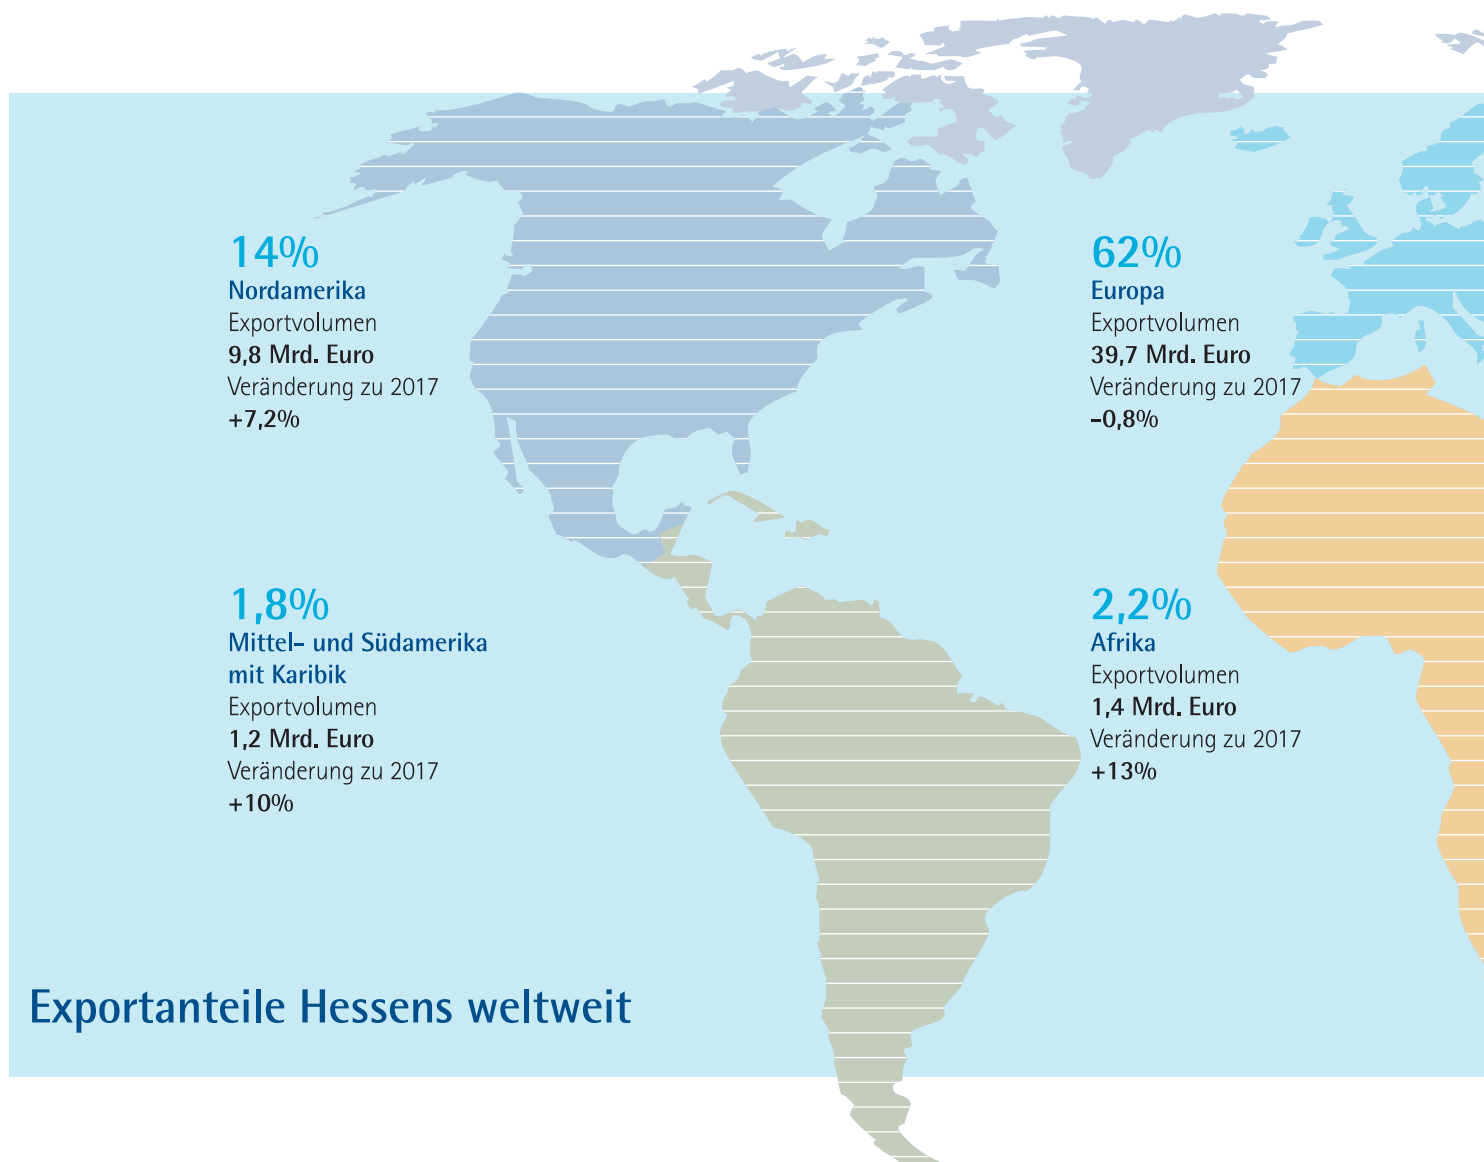 14%
Nordamerika
Exportvolumen
9,8 Mrd. Euro
Veränderung zu 2017
+7,2%
62%
Europa
Exportvolumen
39,7 Mrd. Euro
Veränderung zu 2017
-0,8%
1,8%
Mittel- und Südamerika
mit Karibik
Exportvolumen
1,2 Mrd. Euro
Veränderung zu 2017
+10%
2,2%
Afrika
Exportvolumen
1,4 Mrd. Euro
Veränderung zu 2017
+13%
Exportanteile Hessens weltweit